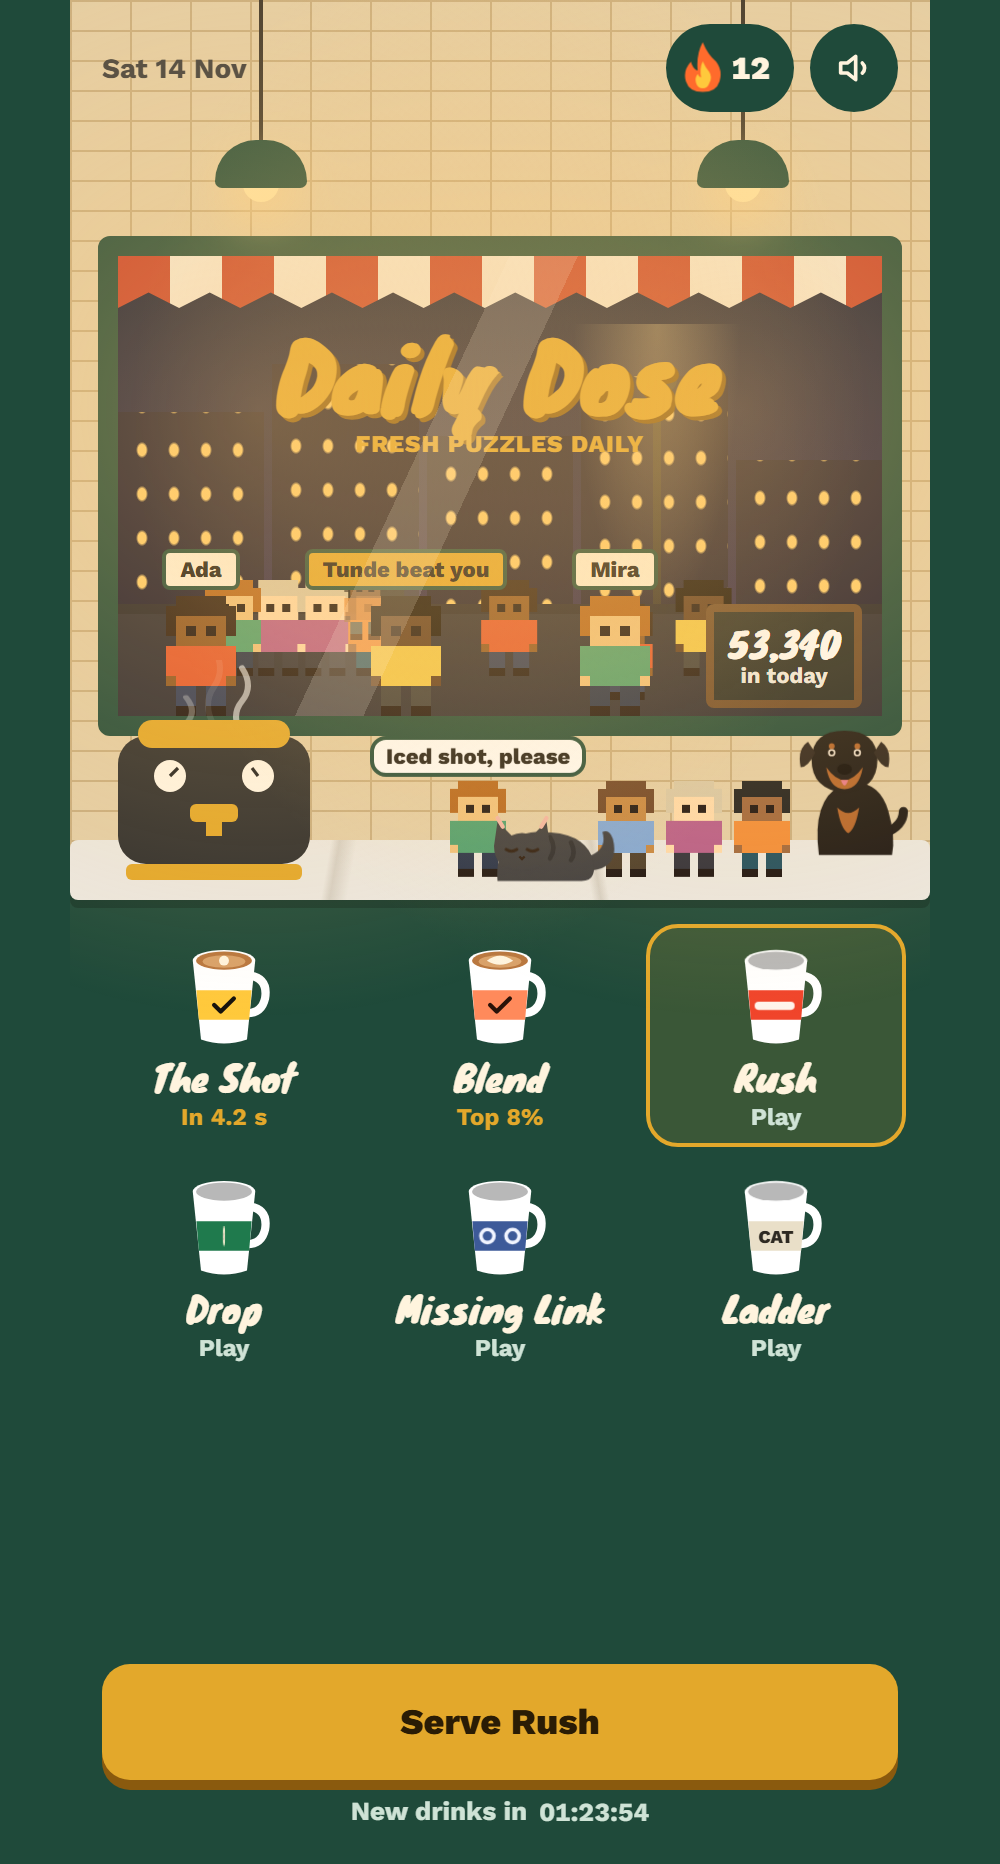 Sat 14 Nov
12
Daily Dose
FRESH PUZZLES DAILY
Ada
Tunde beat you
Mira
53,340
in today
Iced shot, please
The Shot
In 4.2 s
Blend
Top 8%
Rush
Play
Drop
Play
Missing Link
Play
CAT
Ladder
Play
Serve Rush
New drinks in 01:23:54